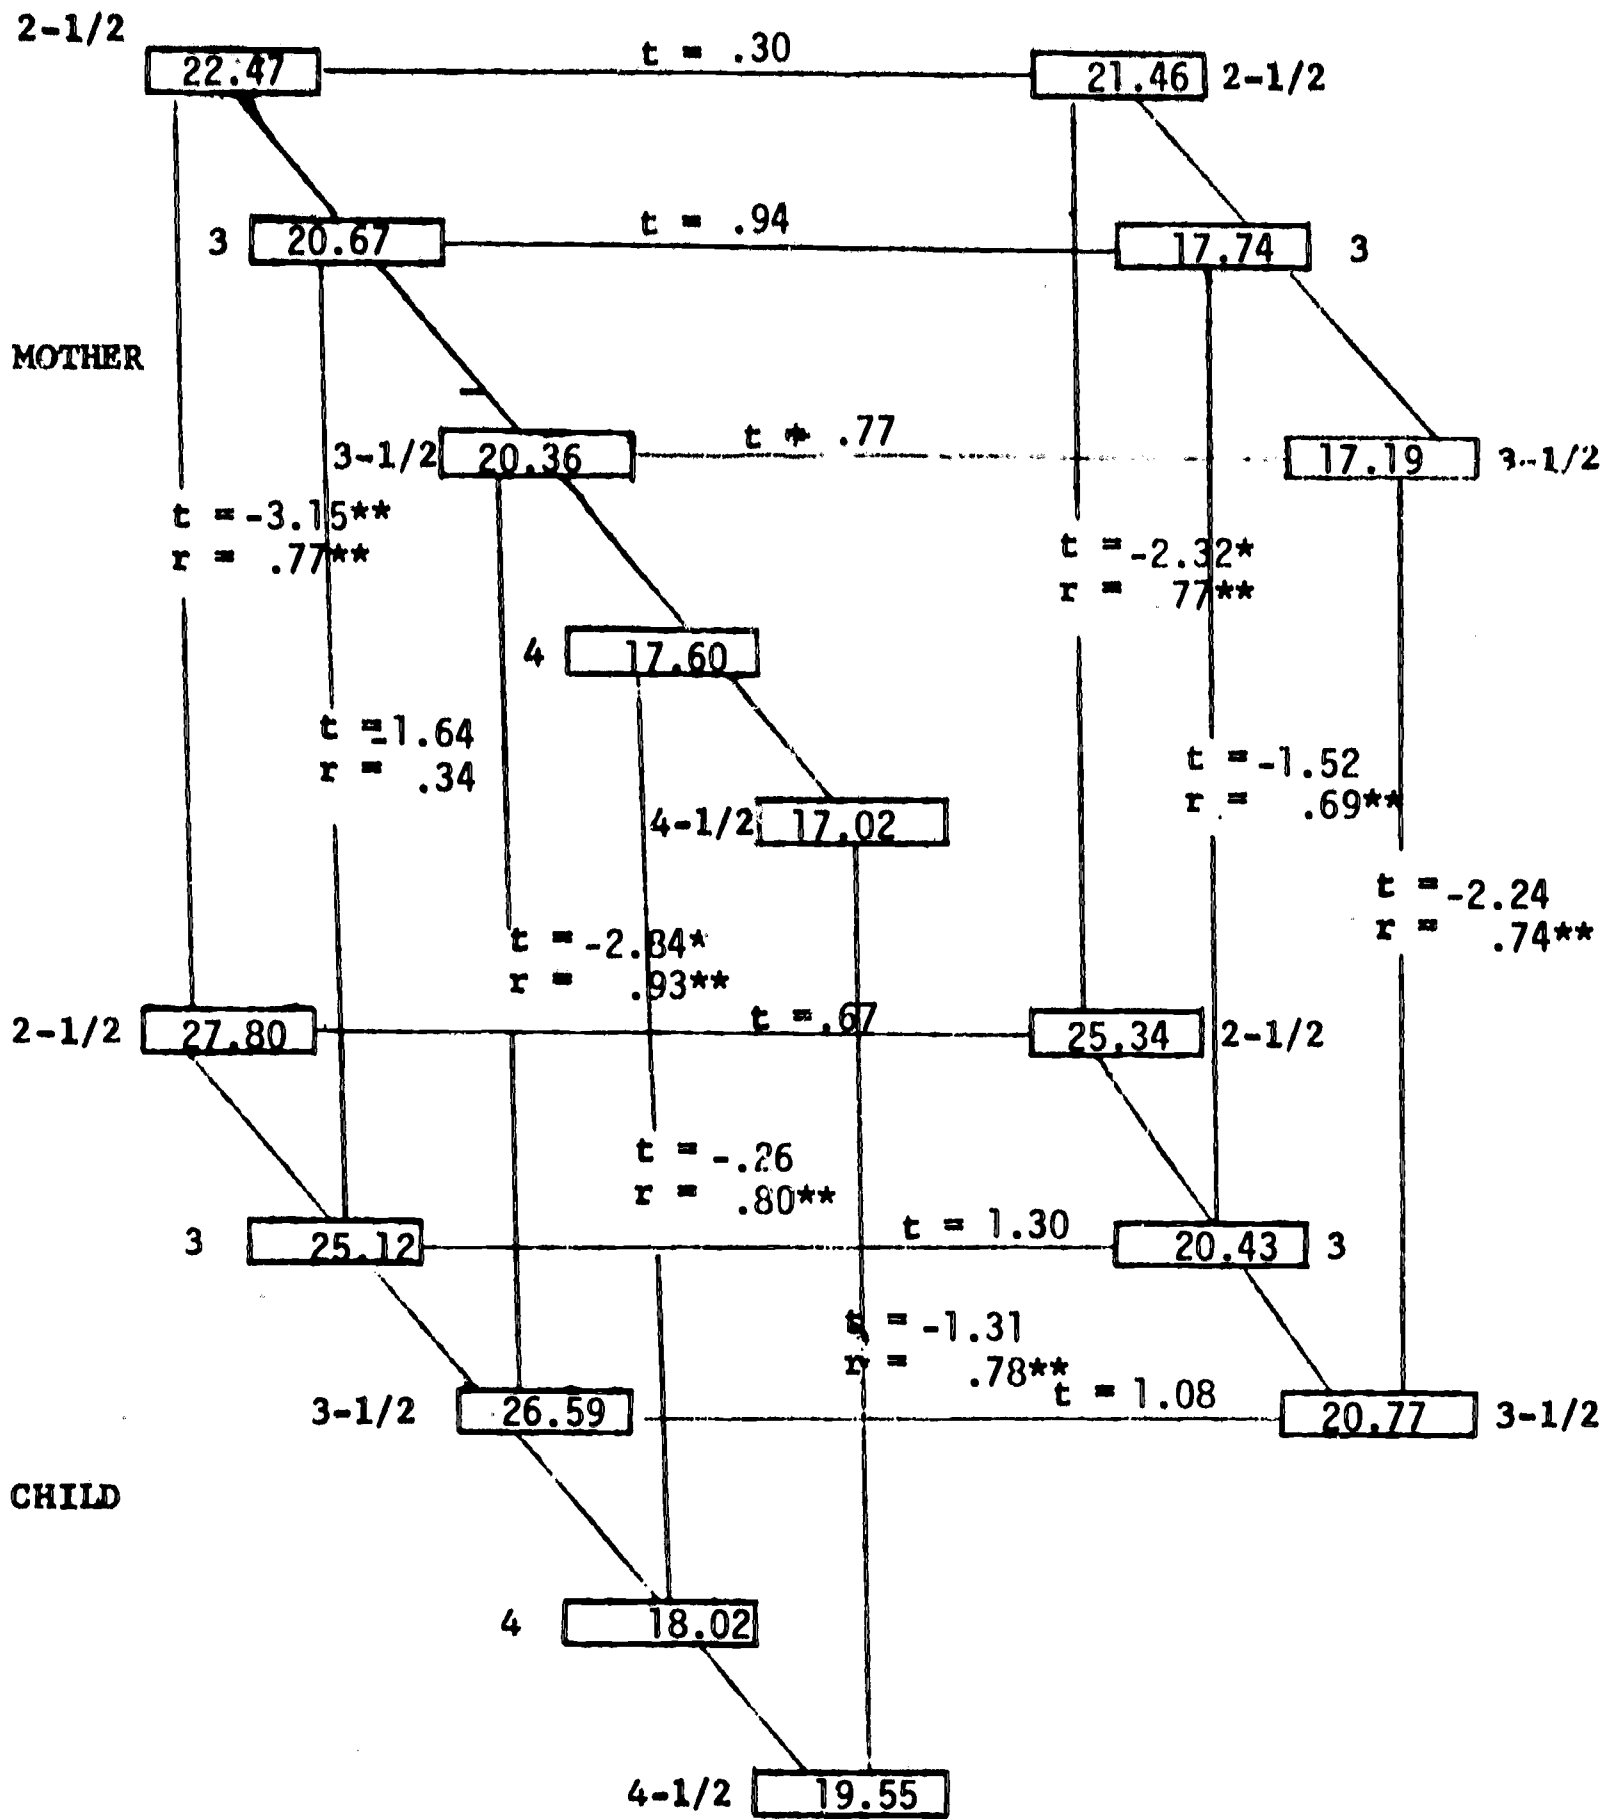 2-1/2
22.47
t = .30
21.46 2-1/2
3
20.67
t = .94
17.74
3
MOTHER
3-1/2
20.36
t = .77
17.19
3-1/2
t = -3.15**
r = .77**
t = -2.32*
r = 77**
4
17.60
t = -1.64
r = .34
t = -1.52
r = .69**
4-1/2
17.02
t = -2.24
r = .74**
t = -2.84*
r = .93**
2-1/2
27.80
t = .67
25.34
2-1/2
t = -.26
r = .80**
3
25.12
t = 1.30
20.43
3
t = -1.31
r = .78**
3-1/2
26.59
t = 1.08
20.77
3-1/2
CHILD
4
18.02
4-1/2
19.55